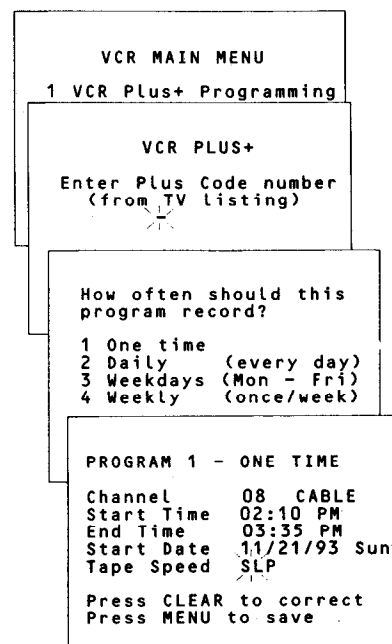 VCR MAIN MENU
1 VCR Plus+ Programming
VCR PLUS+
Enter Plus Code number
(from TV listing)
-
How often should this
program record?
1 One time
2 Daily (every day)
3 Weekdays (Mon - Fri)
4 Weekly (once/week)
PROGRAM 1 - ONE TIME
Channel 08 CABLE
Start Time 02:10 PM
End Time 03:35 PM
Start Date 11/21/93 Sun
Tape Speed SLP
Press CLEAR to correct
Press MENU to save